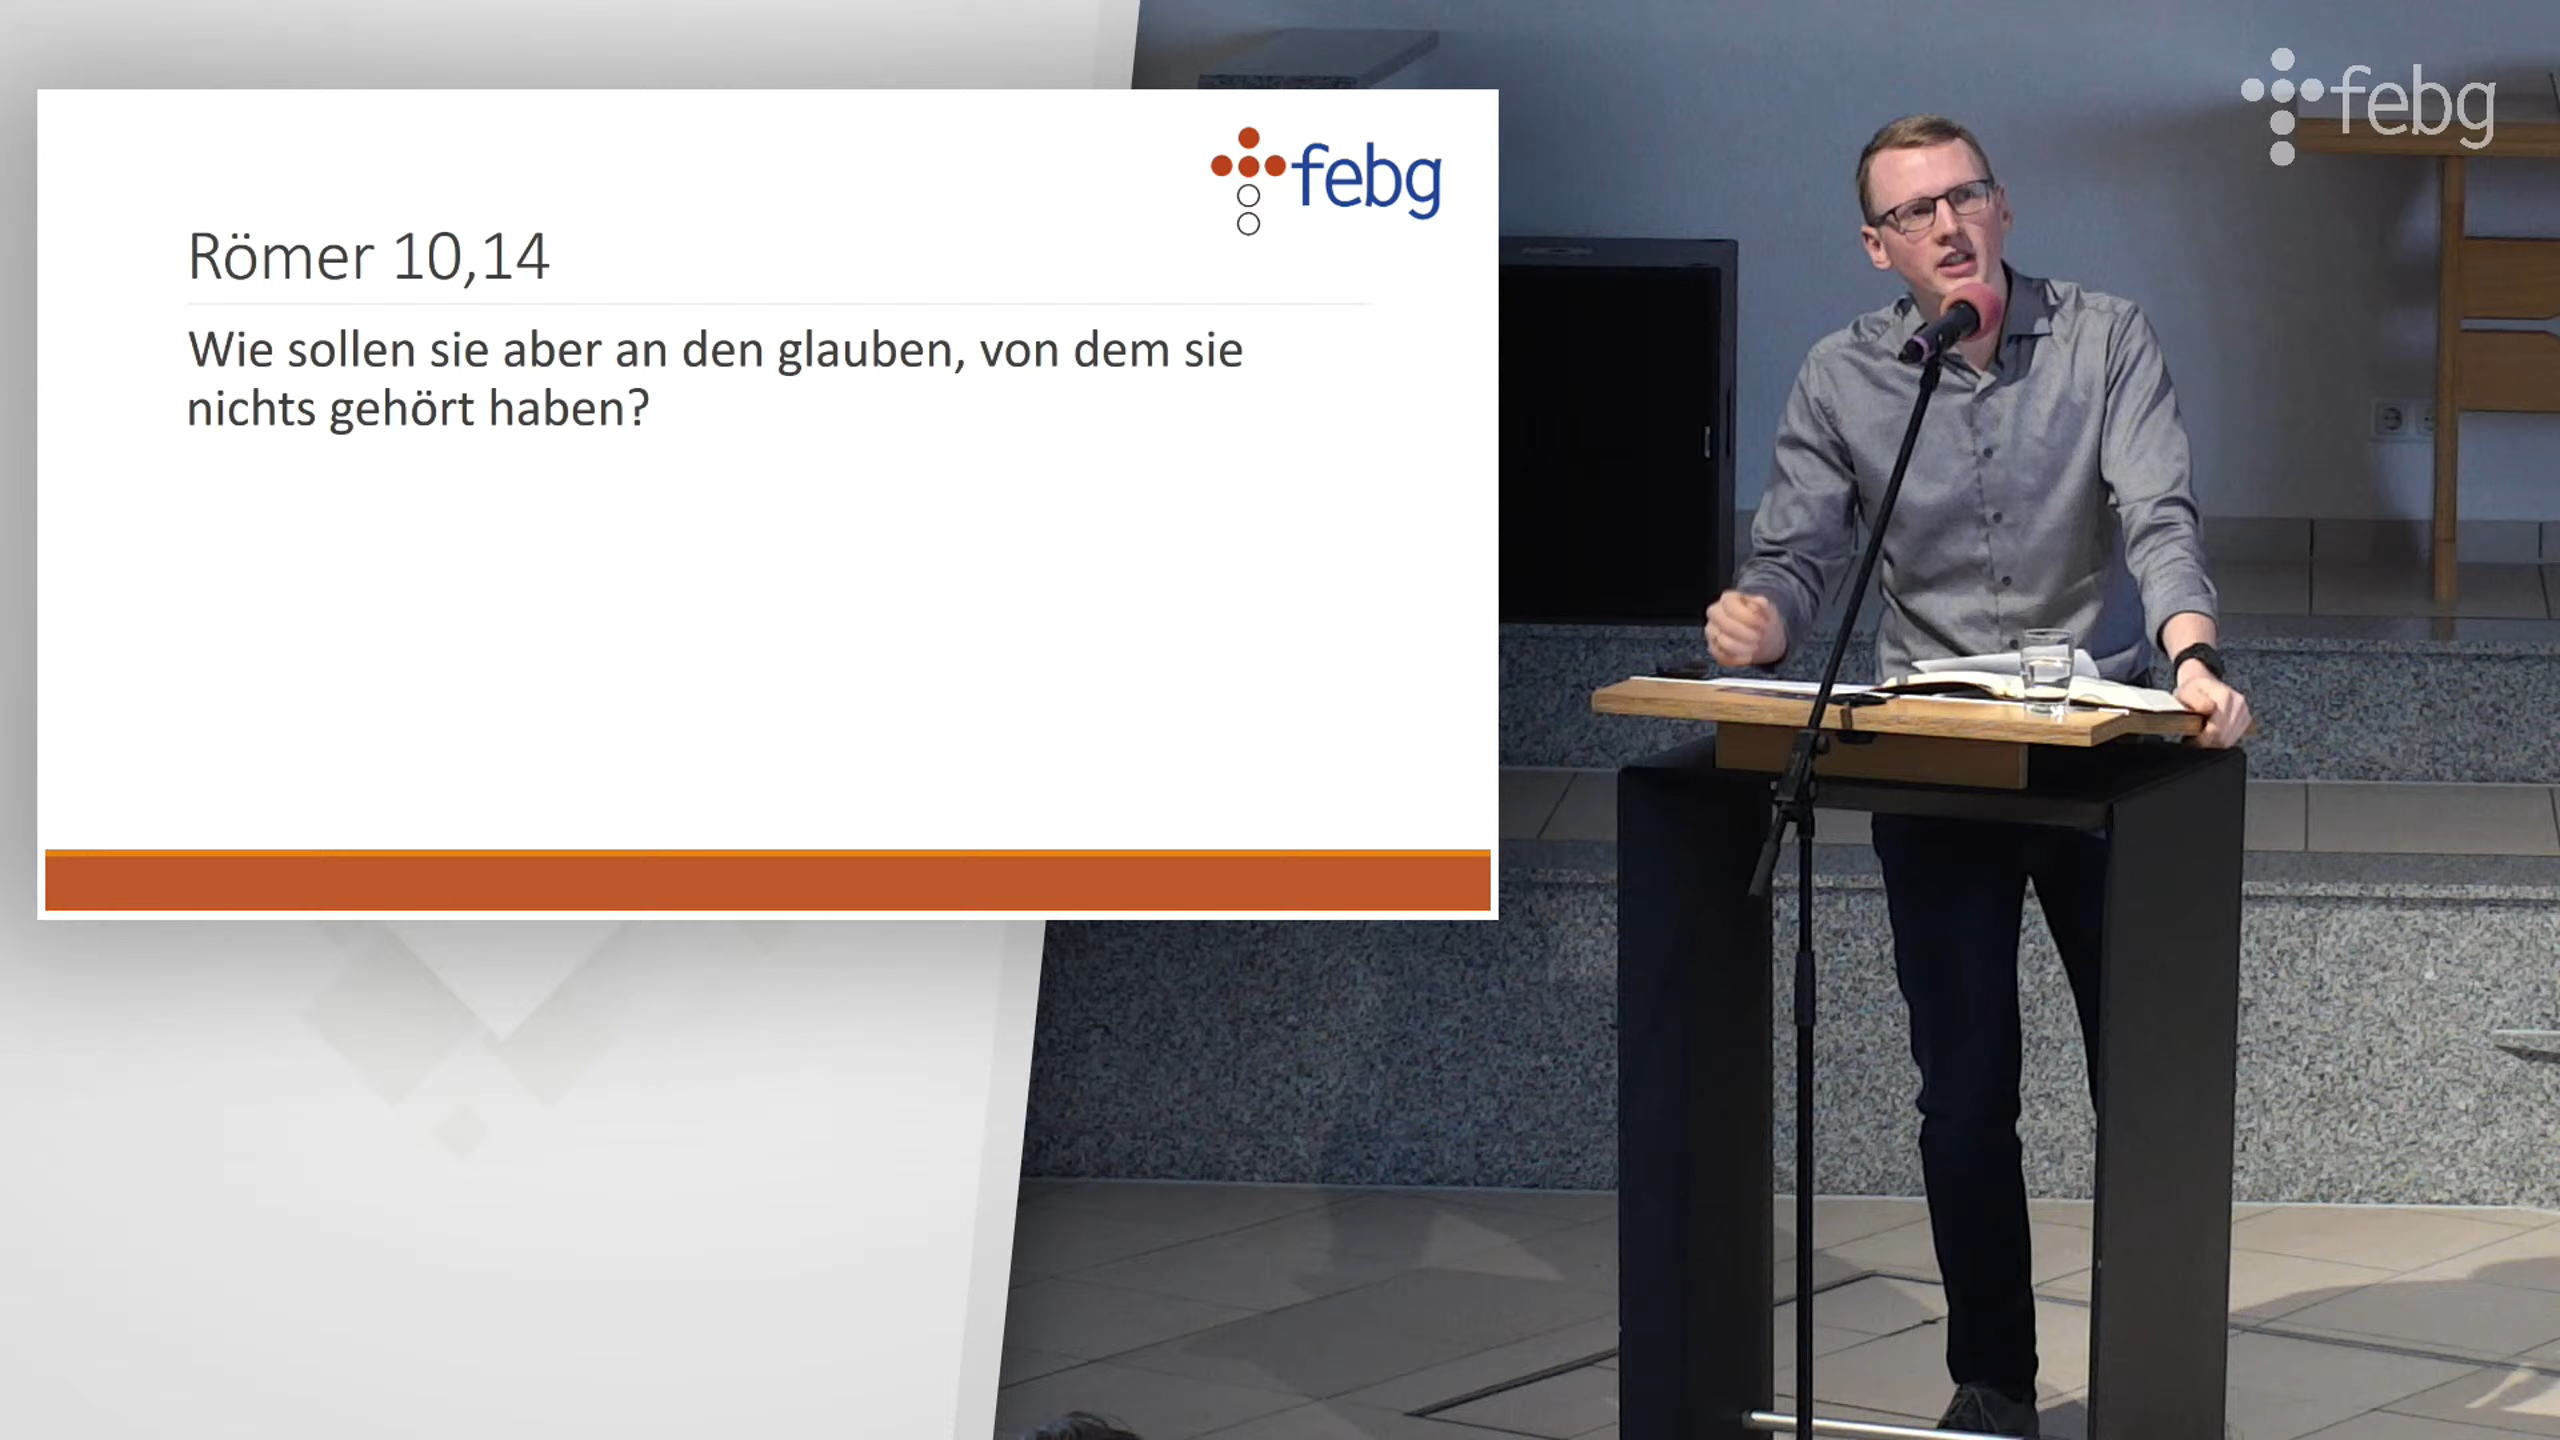 febg
febg
Römer 10,14
Wie sollen sie aber an den glauben, von dem sie
nichts gehört haben?